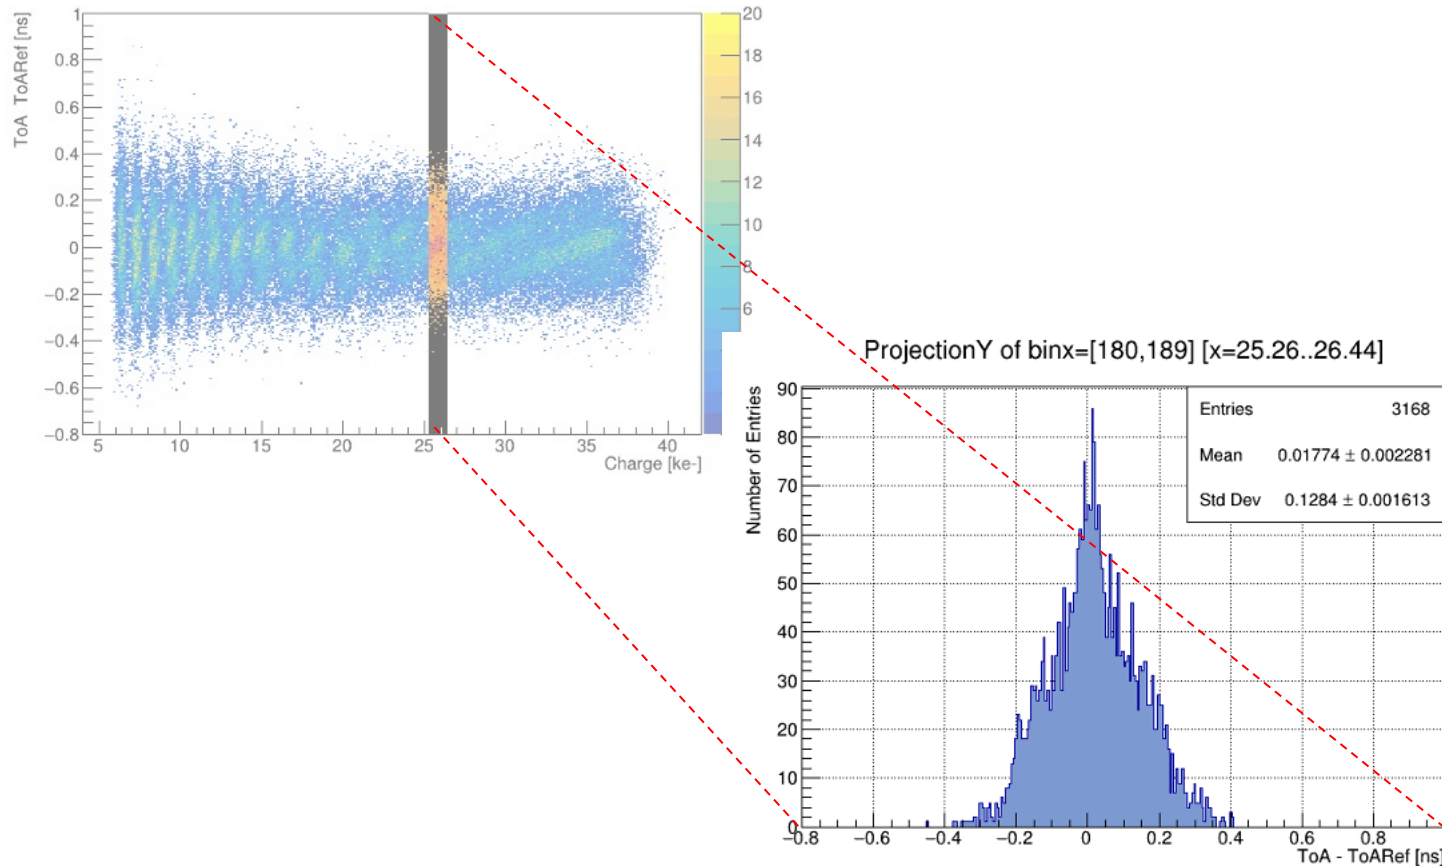 ToA ToARef [ns]
1
0.8
0.6
0.4
0.2
0
−0.2
−0.4
−0.6
−0.8
5 10 15 20 25 30 35 40
Charge [ke-]
20
18
16
14
12
10
8
6
ProjectionY of binx=[180,189] [x=25.26..26.44]
Number of Entries
90
80
70
60
50
40
30
20
10
0
Entries 3168
Mean 0.01774 ± 0.002281
Std Dev 0.1284 ± 0.001613
−0.8 −0.6 −0.4 −0.2 0 0.2 0.4 0.6 0.8
ToA - ToARef [ns]